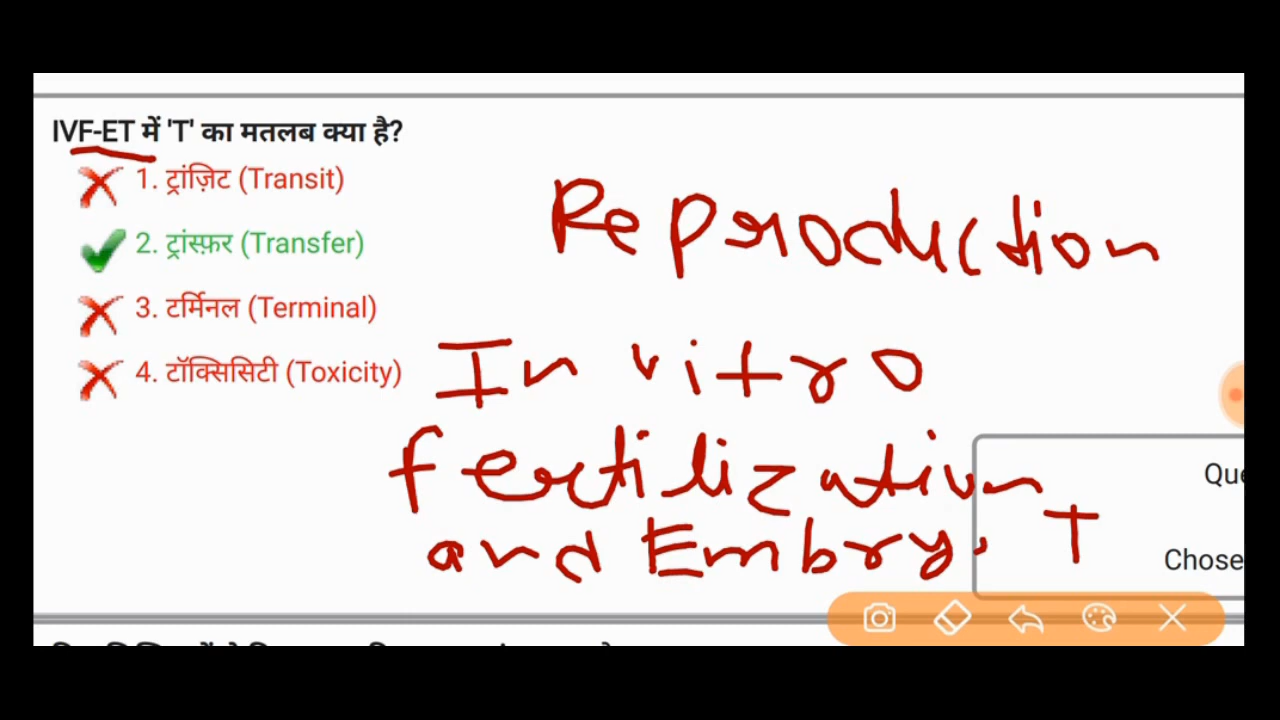 IVF-ET में 'T' का मतलब क्या है?
1. ट्रांज़िट (Transit)
2. ट्रांस्फ़र (Transfer)
3. टर्मिनल (Terminal)
4. टॉक्सिसिटी (Toxicity)
Reproduction
In vitro
fertilization
and Embryo T
Que
Chose